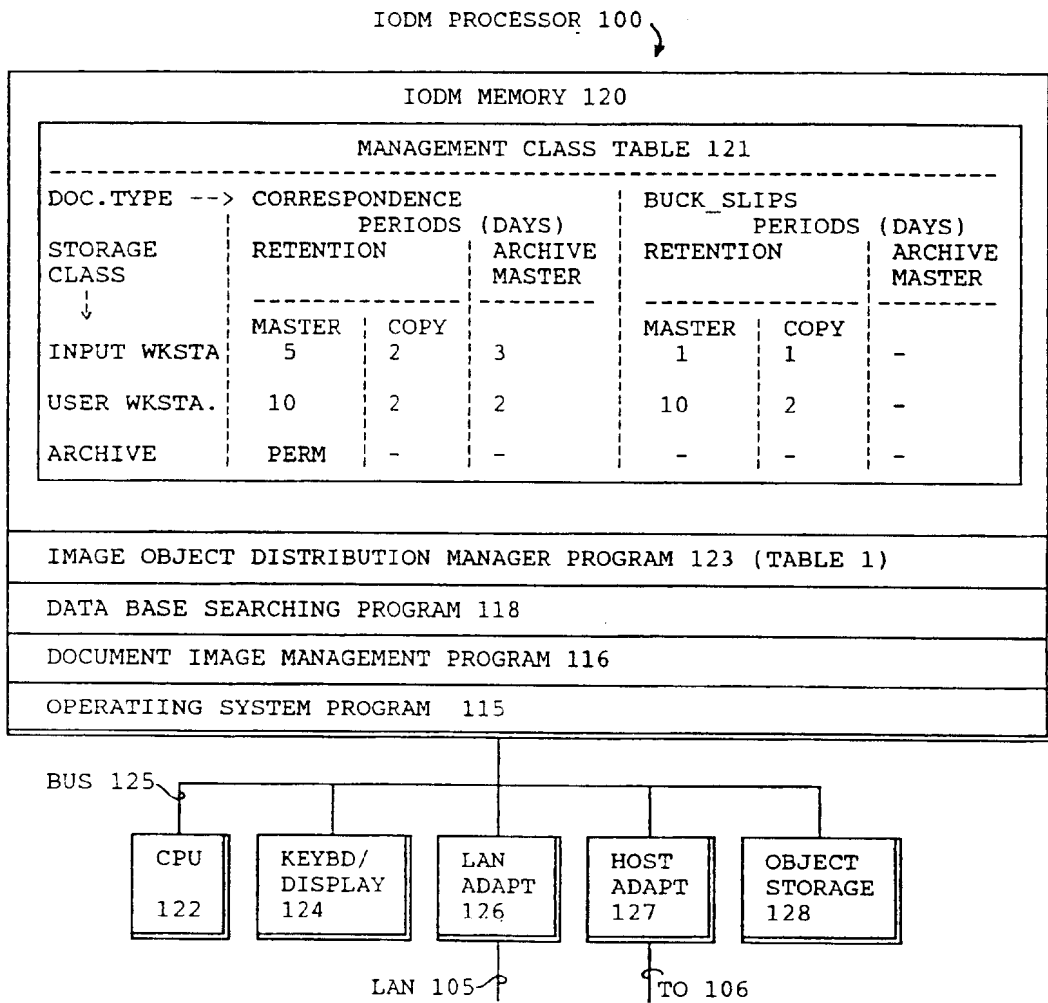 IODM PROCESSOR 100
IODM MEMORY 120
MANAGEMENT CLASS TABLE 121
DOC.TYPE --> CORRESPONDENCE BUCK_SLIPS
PERIODS (DAYS) PERIODS (DAYS)
STORAGE RETENTION ARCHIVE RETENTION ARCHIVE
CLASS MASTER MASTER
MASTER COPY MASTER COPY
INPUT WKSTA 5 2 3 1 1 -
USER WKSTA. 10 2 2 10 2 -
ARCHIVE PERM - - - - -
IMAGE OBJECT DISTRIBUTION MANAGER PROGRAM 123 (TABLE 1)
DATA BASE SEARCHING PROGRAM 118
DOCUMENT IMAGE MANAGEMENT PROGRAM 116
OPERATIING SYSTEM PROGRAM 115
BUS 125
CPU KEYBD/ LAN HOST OBJECT
DISPLAY ADAPT ADAPT STORAGE
122 124 126 127 128
LAN 105 TO 106